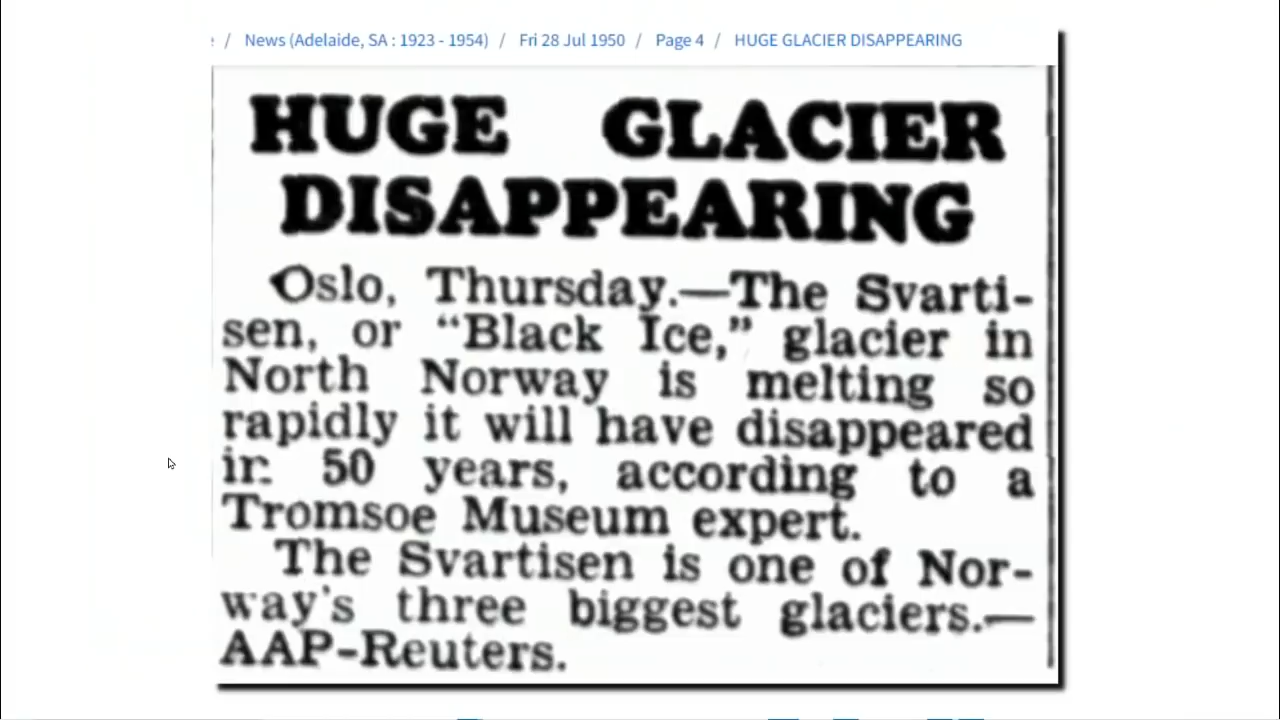 / News (Adelaide, SA : 1923 - 1954) / Fri 28 Jul 1950 / Page 4 / HUGE GLACIER DISAPPEARING
HUGE GLACIER
DISAPPEARING
Oslo, Thursday.—The Svarti-
sen, or “Black Ice,” glacier in
North Norway is melting so
rapidly it will have disappeared
in 50 years, according to a
Tromsoe Museum expert.
The Svartisen is one of Nor-
way's three biggest glaciers.—
AAP-Reuters.